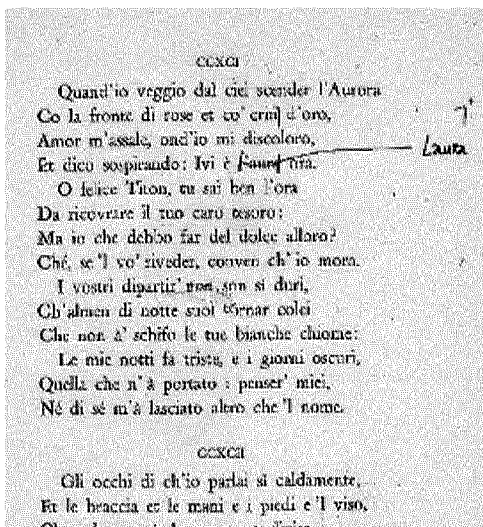 CCXCI
Quand'io veggio dal ciel scender l'Aurora
Co la fronte di rose et co' crin d'oro,
Amor m'assale, ond'io mi discoloro,
Et dico sospirando: Ivi è Laura ora.
Laura
O felice Titon, tu sai ben l'ora
Da ricovrare il tuo caro tesoro:
Ma io che debbo far del dolce alloro?
Ché, se 'l vo' riveder, conven ch'io mora.
I vostri dipartir' non son sì duri,
Ch'almen di notte suol tornar colei
Che non à' schifo le tue bianche chiome:
Le mie notti fa triste, e i giorni oscuri,
Quella che n'à portato i penser' miei,
Né di sé m'à lasciato altro che 'l nome.
CCXCII
Gli occhi di ch'io parlai sì caldamente,
Et le braccia et le mani e i piedi e 'l viso,